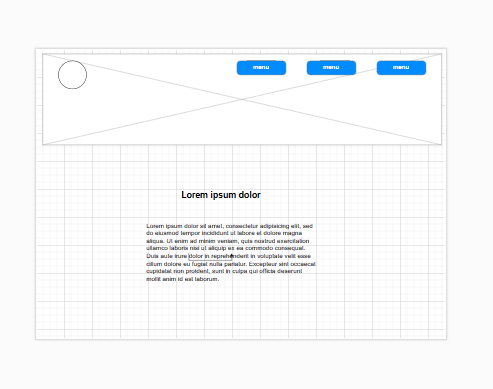 menu menu menu
Lorem ipsum dolor
Lorem ipsum dolor sit amet, consectetur adipisicing elit, sed
do eiusmod tempor incididunt ut labore et dolore magna
aliqua. Ut enim ad minim veniam, quis nostrud exercitation
ullamco laboris nisi ut aliquip ex ea commodo consequat.
Duis aute irure dolor in reprehenderit in voluptate velit esse
cillum dolore eu fugiat nulla pariatur. Excepteur sint occaecat
cupidatat non proident, sunt in culpa qui officia deserunt
mollit anim id est laborum.